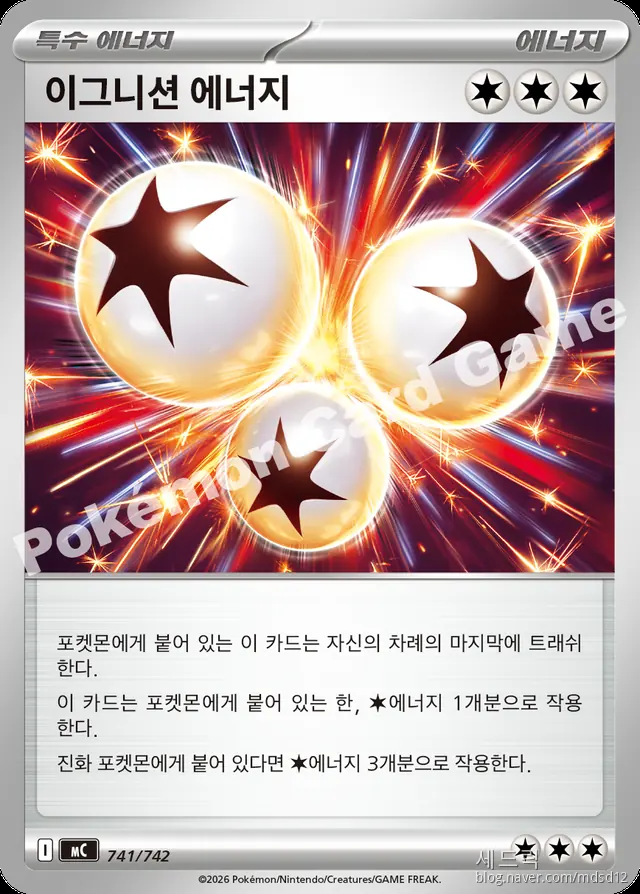 특수 에너지
에너지
이그니션 에너지
Pokémon Card Game
포켓몬에게 붙어 있는 이 카드는 자신의 차례의 마지막에 트래쉬
한다.
이 카드는 포켓몬에게 붙어 있는 한, 에너지 1개분으로 작용
한다.
진화 포켓몬에게 붙어 있다면 에너지 3개분으로 작용한다.
I mC 741/742
세드릭
blog.naver.com/mdsd12
©2026 Pokémon/Nintendo/Creatures/GAME FREAK.